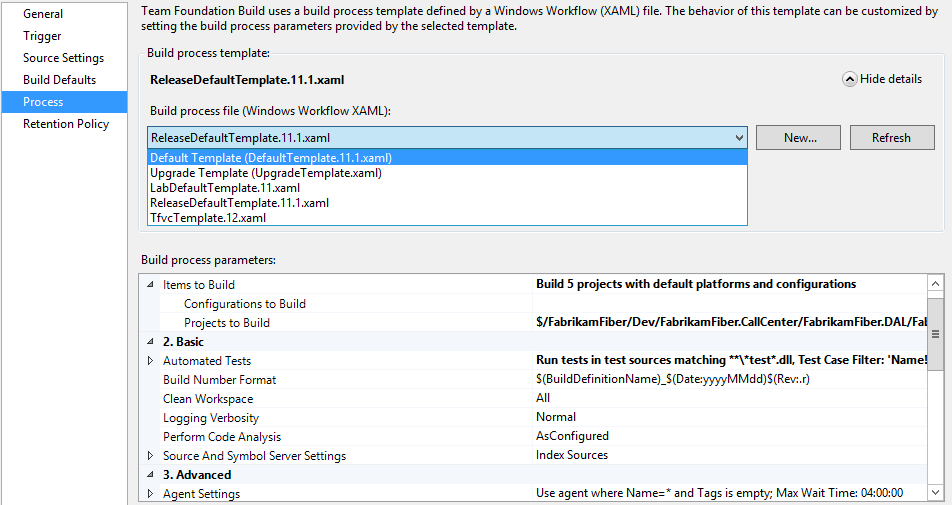 General
Trigger
Source Settings
Build Defaults
Process
Retention Policy
Team Foundation Build uses a build process template defined by a Windows Workflow (XAML) file. The behavior of this template can be customized by
setting the build process parameters provided by the selected template.
Build process template:
ReleaseDefaultTemplate.11.1.xaml
Hide details
Build process file (Windows Workflow XAML):
ReleaseDefaultTemplate.11.1.xaml
New...
Refresh
Default Template (DefaultTemplate.11.1.xaml)
Upgrade Template (UpgradeTemplate.xaml)
LabDefaultTemplate.11.xaml
ReleaseDefaultTemplate.11.1.xaml
TfvcTemplate.12.xaml
Build process parameters:
Items to Build Build 5 projects with default platforms and configurations
Configurations to Build
Projects to Build $/FabrikamFiber/Dev/FabrikamFiber.CallCenter/FabrikamFiber.DAL/Fab
2. Basic
Automated Tests Run tests in test sources matching **\*test*.dll, Test Case Filter: 'Name!
Build Number Format $(BuildDefinitionName)_$(Date:yyyyMMdd)$(Rev:.r)
Clean Workspace All
Logging Verbosity Normal
Perform Code Analysis AsConfigured
Source And Symbol Server Settings Index Sources
3. Advanced
Agent Settings Use agent where Name=* and Tags is empty; Max Wait Time: 04:00:00